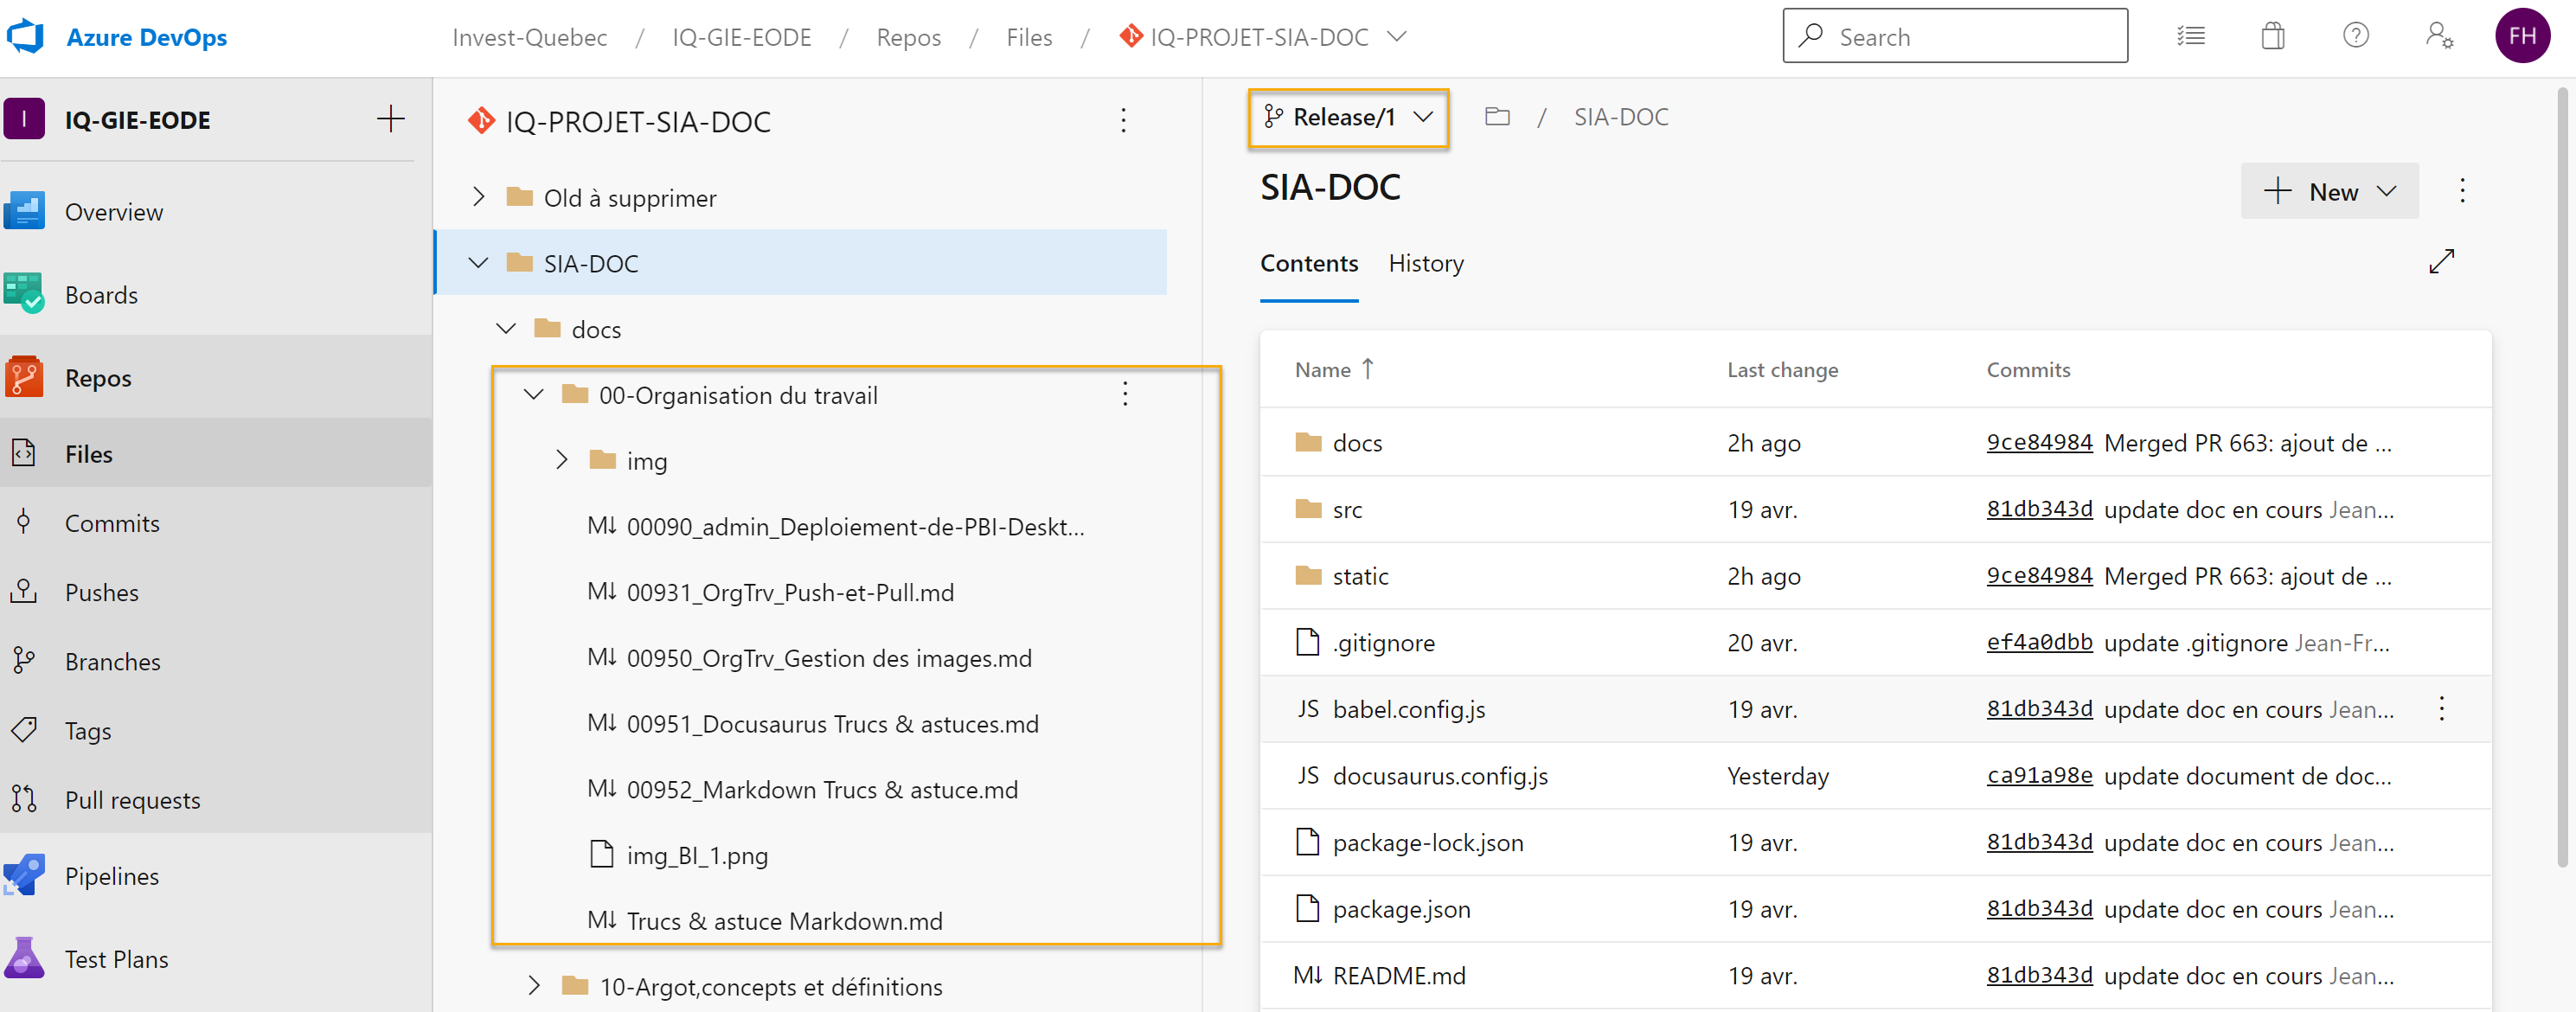 Azure DevOps
Invest-Quebec / IQ-GIE-EODE / Repos / Files / IQ-PROJET-SIA-DOC
Search
FH
I IQ-GIE-EODE
Overview
Boards
Repos
Files
Commits
Pushes
Branches
Tags
Pull requests
Pipelines
Test Plans
IQ-PROJET-SIA-DOC
Old à supprimer
SIA-DOC
docs
00-Organisation du travail
img
M↓ 00090_admin_Deploiement-de-PBI-Deskt...
M↓ 00931_OrgTrv_Push-et-Pull.md
M↓ 00950_OrgTrv_Gestion des images.md
M↓ 00951_Docusaurus Trucs & astuces.md
M↓ 00952_Markdown Trucs & astuce.md
img_BI_1.png
M↓ Trucs & astuce Markdown.md
10-Argot,concepts et définitions
Release/1 / SIA-DOC
SIA-DOC
New
Contents History
Name ↑ Last change Commits
docs 2h ago 9ce84984 Merged PR 663: ajout de ...
src 19 avr. 81db343d update doc en cours Jean...
static 2h ago 9ce84984 Merged PR 663: ajout de ...
.gitignore 20 avr. ef4a0dbb update .gitignore Jean-Fr...
JS babel.config.js 19 avr. 81db343d update doc en cours Jean...
JS docusaurus.config.js Yesterday ca91a98e update document de doc...
package-lock.json 19 avr. 81db343d update doc en cours Jean...
package.json 19 avr. 81db343d update doc en cours Jean...
M↓ README.md 19 avr. 81db343d update doc en cours Jean...